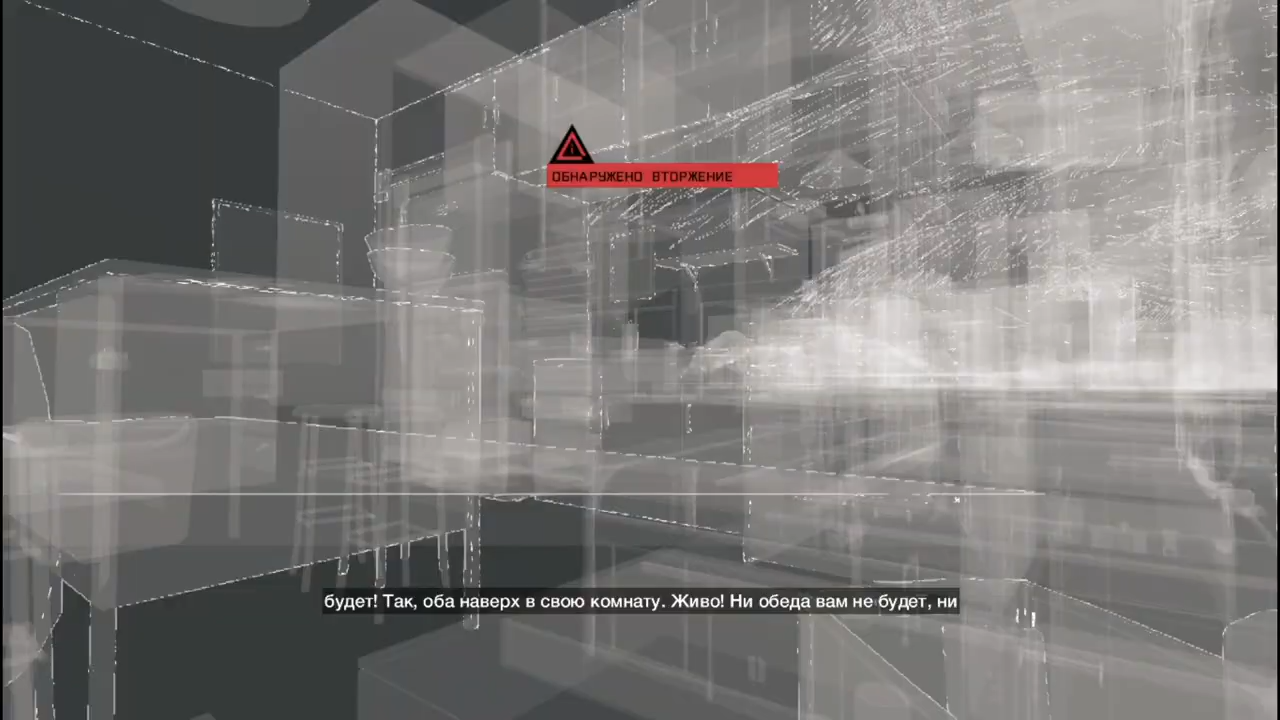 ОБНАРУЖЕНО ВТОРЖЕНИЕ
будет! Так, оба наверх в свою комнату. Живо! Ни обеда вам не будет, ни